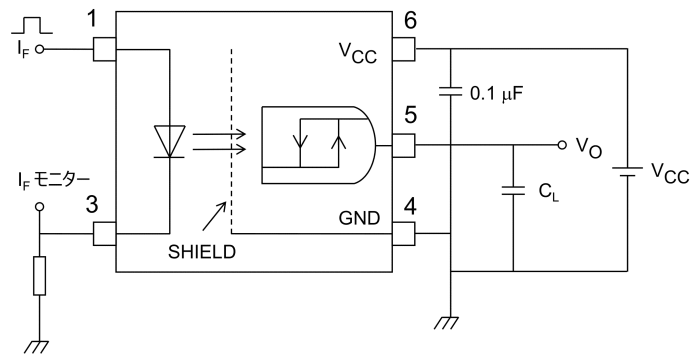 1
I_F
I_F モニター
3
SHIELD
6
V_CC
0.1 μF
5
V_O
C_L
V_CC
4
GND